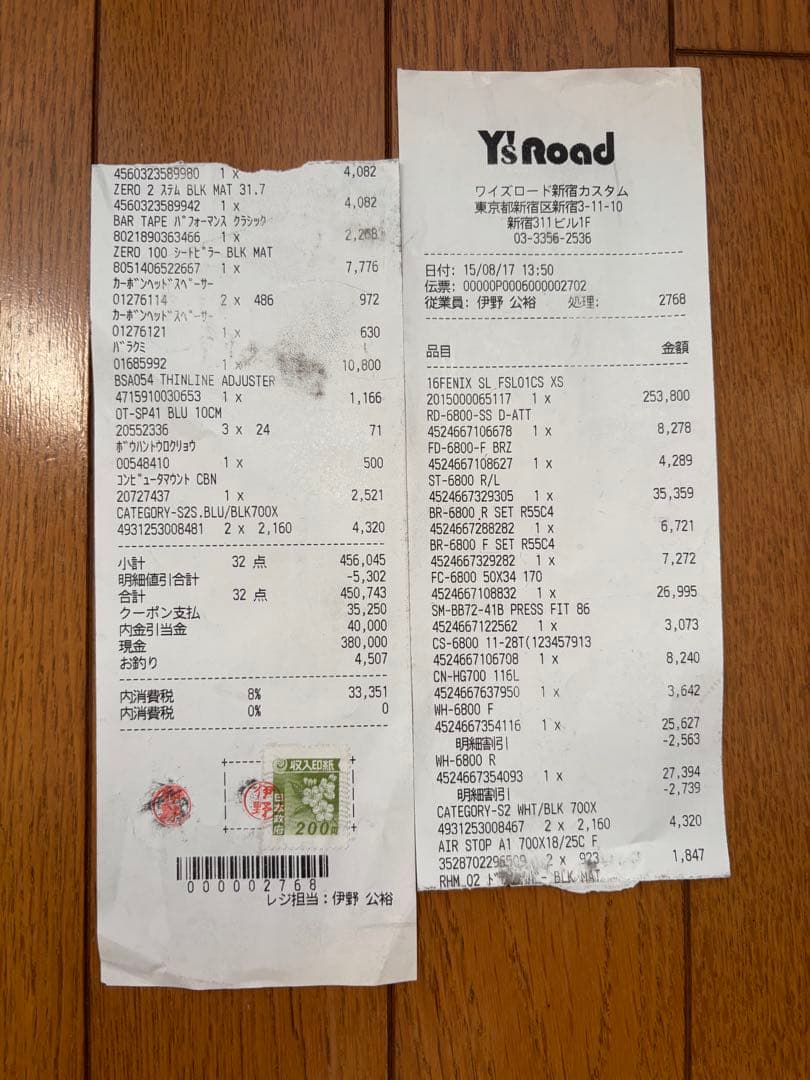 Y's Road
ワイズロード新宿カスタム
東京都新宿区新宿3-11-10
新宿311ビル1F
03-3356-2536
日付: 15/08/17 13:50
伝票: 00000P0006000002702
従業員: 伊野 公裕 処理: 2768
品目 金額
16FENIX SL FSL01CS XS
2015000065117 1 x 253,800
RD-6800-SS D-ATT
4524667106678 1 x 8,278
FD-6800-F BRZ
4524667108627 1 x 4,289
ST-6800 R/L
4524667329305 1 x 35,359
BR-6800 R SET R55C4
4524667288282 1 x 6,721
BR-6800 F SET R55C4
4524667329282 1 x 7,272
FC-6800 50X34 170
4524667108832 1 x 26,995
SM-BB72-41B PRESS FIT 86
4524667122562 1 x 3,073
CS-6800 11-28T(123457913
4524667106708 1 x 8,240
CN-HG700 116L
4524667637950 1 x 3,642
WH-6800 F
4524667354116 1 x 25,627
明細割引 -2,563
WH-6800 R
4524667354093 1 x 27,394
明細割引 -2,739
CATEGORY-S2 WHT/BLK 700X
4931253008467 2 x 2,160 4,320
AIR STOP A1 700X18/25C F
2 x 923 1,847
RHM 02 BLK MAT
4560323589980 1 x 4,082
ZERO 2 ステム BLK MAT 31.7
4560323589942 1 x 4,082
BAR TAPE パフォーマンス クラシック
8021890363466 1 x 2,268
ZERO 100 シートピラー BLK MAT
8051406522667 1 x 7,776
カーボンヘッドスペーサー
01276114 2 x 486 972
カーボンヘッドスペーサー
01276121 1 x 630
バラクミ
01685992 1 x 10,800
BSA054 THINLINE ADJUSTER
4715910030653 1 x 1,166
OT-SP41 BLU 10CM
20552336 3 x 24 71
ボウハントウロクリョウ
00548410 1 x 500
コンピュータマウント CBN
20727437 1 x 2,521
CATEGORY-S2S.BLU/BLK700X
4931253008481 2 x 2,160 4,320
小計 32 点 456,045
明細値引合計 -5,302
合計 32 点 450,743
クーポン支払 35,250
内金引当金 40,000
現金 380,000
お釣り 4,507
内消費税 8% 33,351
内消費税 0% 0
収入印紙
日本政府
200円
伊野
000002768
レジ担当：伊野 公裕